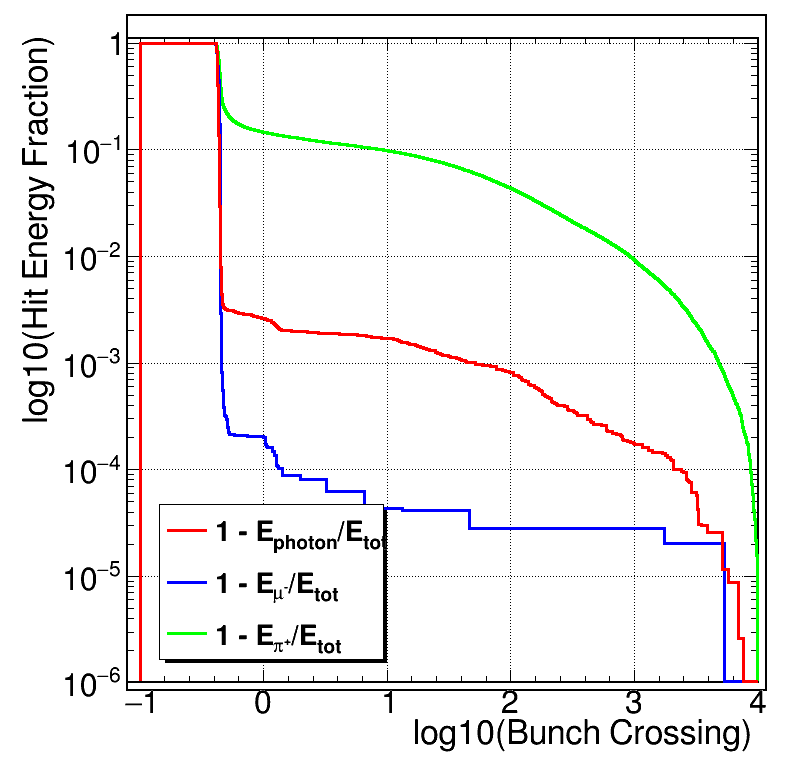 log10(Hit Energy Fraction)
1
10⁻¹
10⁻²
10⁻³
10⁻⁴
10⁻⁵
10⁻⁶
1 - E_photon/E_tot
1 - E_μ⁻/E_tot
1 - E_π⁺/E_tot
−1 0 1 2 3 4
log10(Bunch Crossing)